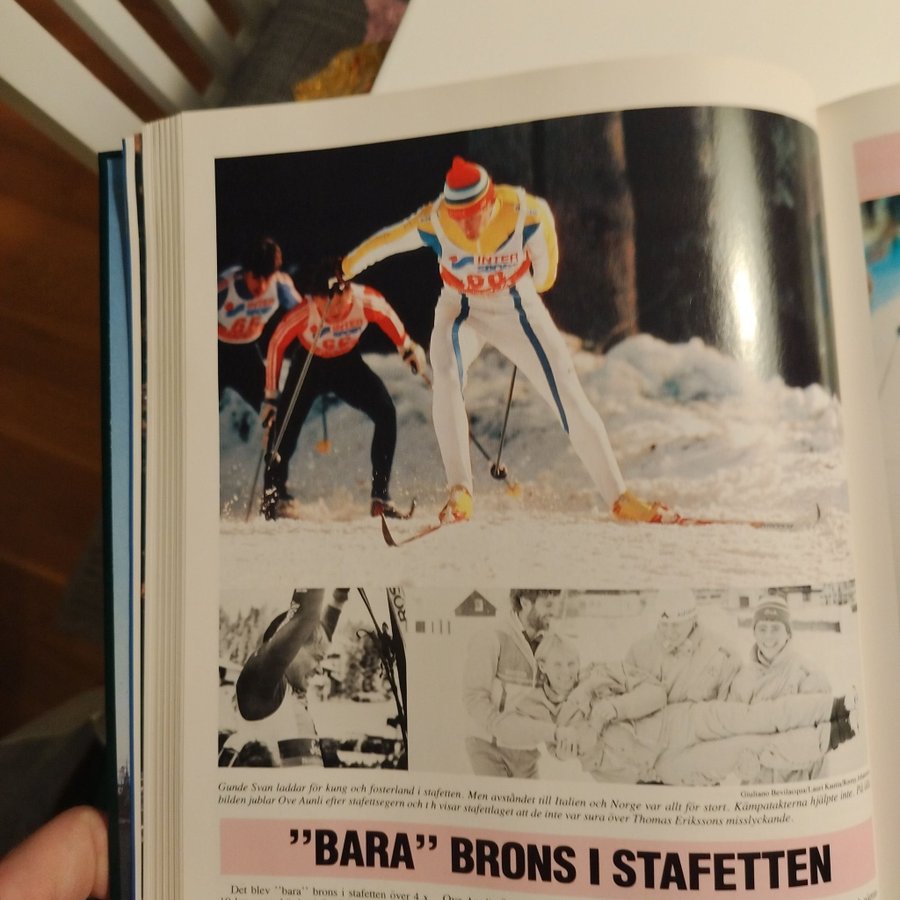 INTER
INTER
Giuliano Bevilacqua/Lauri Kautia/
Gunde Svan laddar för kung och fosterland i stafetten. Men avståndet till Italien och Norge var allt för stort. Kämpatakterna hjälpte inte. På
bilden jublar Ove Aunli efter stafettsegern och t h visar stafettlaget att de inte var sura över Thomas Erikssons misslyckande.
”BARA” BRONS I STAFETTEN
Det blev ”bara” brons i stafetten över 4 x